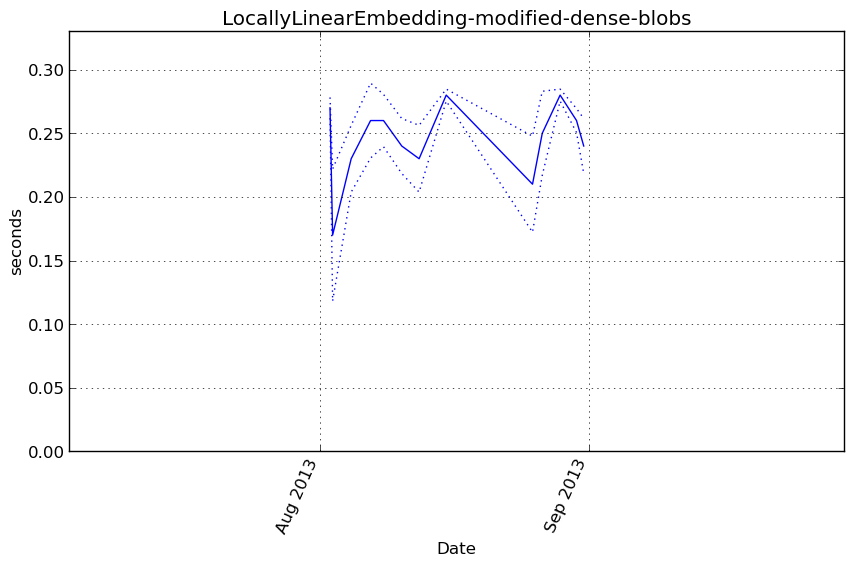 LocallyLinearEmbedding-modified-dense-blobs
0.30
0.25
0.20
0.15
0.10
0.05
0.00
seconds
Aug 2013
Sep 2013
Date